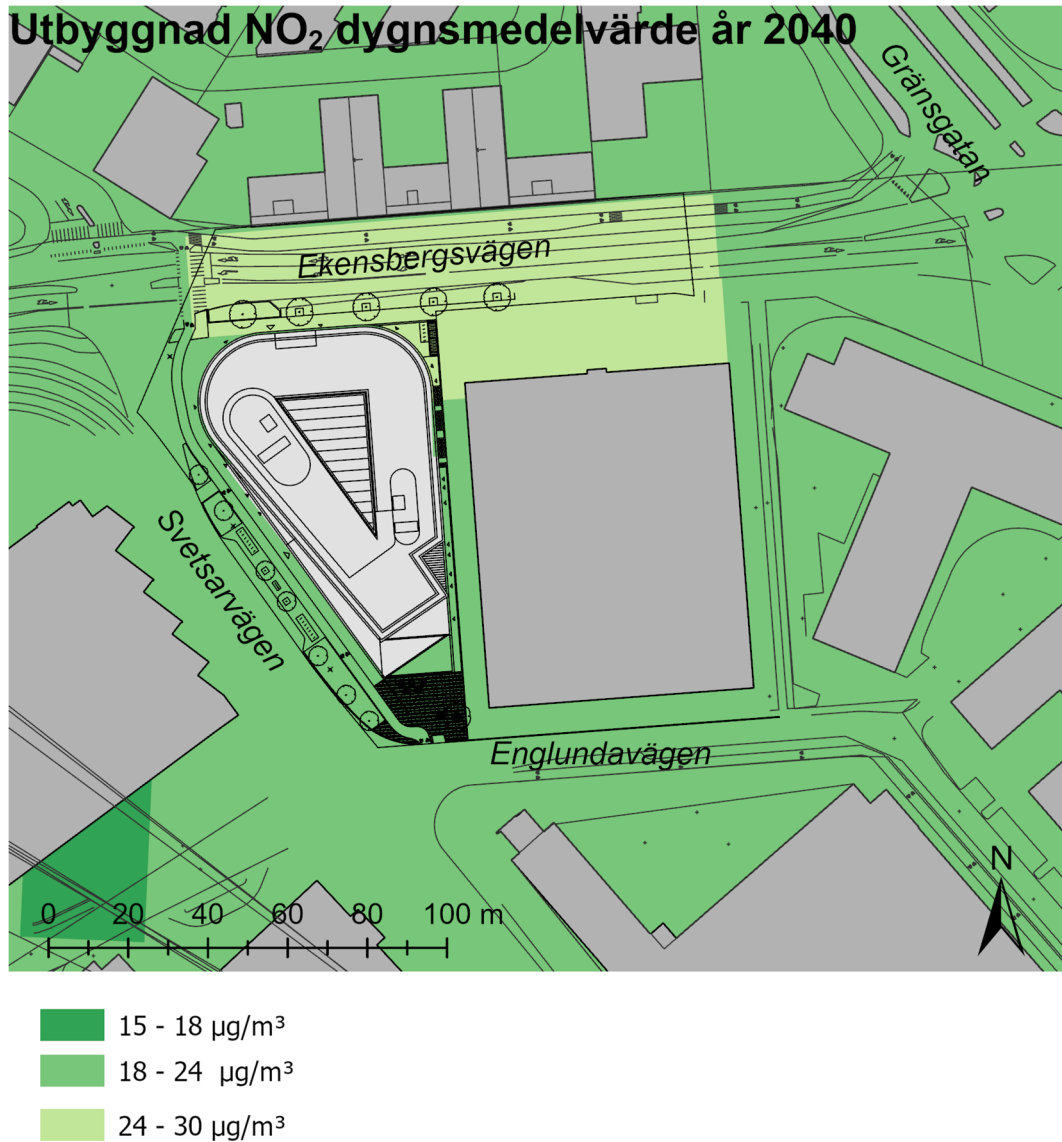 Utbyggnad NO₂ dygnsmedelvärde år 2040
Gränsgatan
Ekensbergsvägen
Svetsarvägen
Englundavägen
N
0 20 40 60 80 100 m
15 - 18 µg/m³
18 - 24 µg/m³
24 - 30 µg/m³